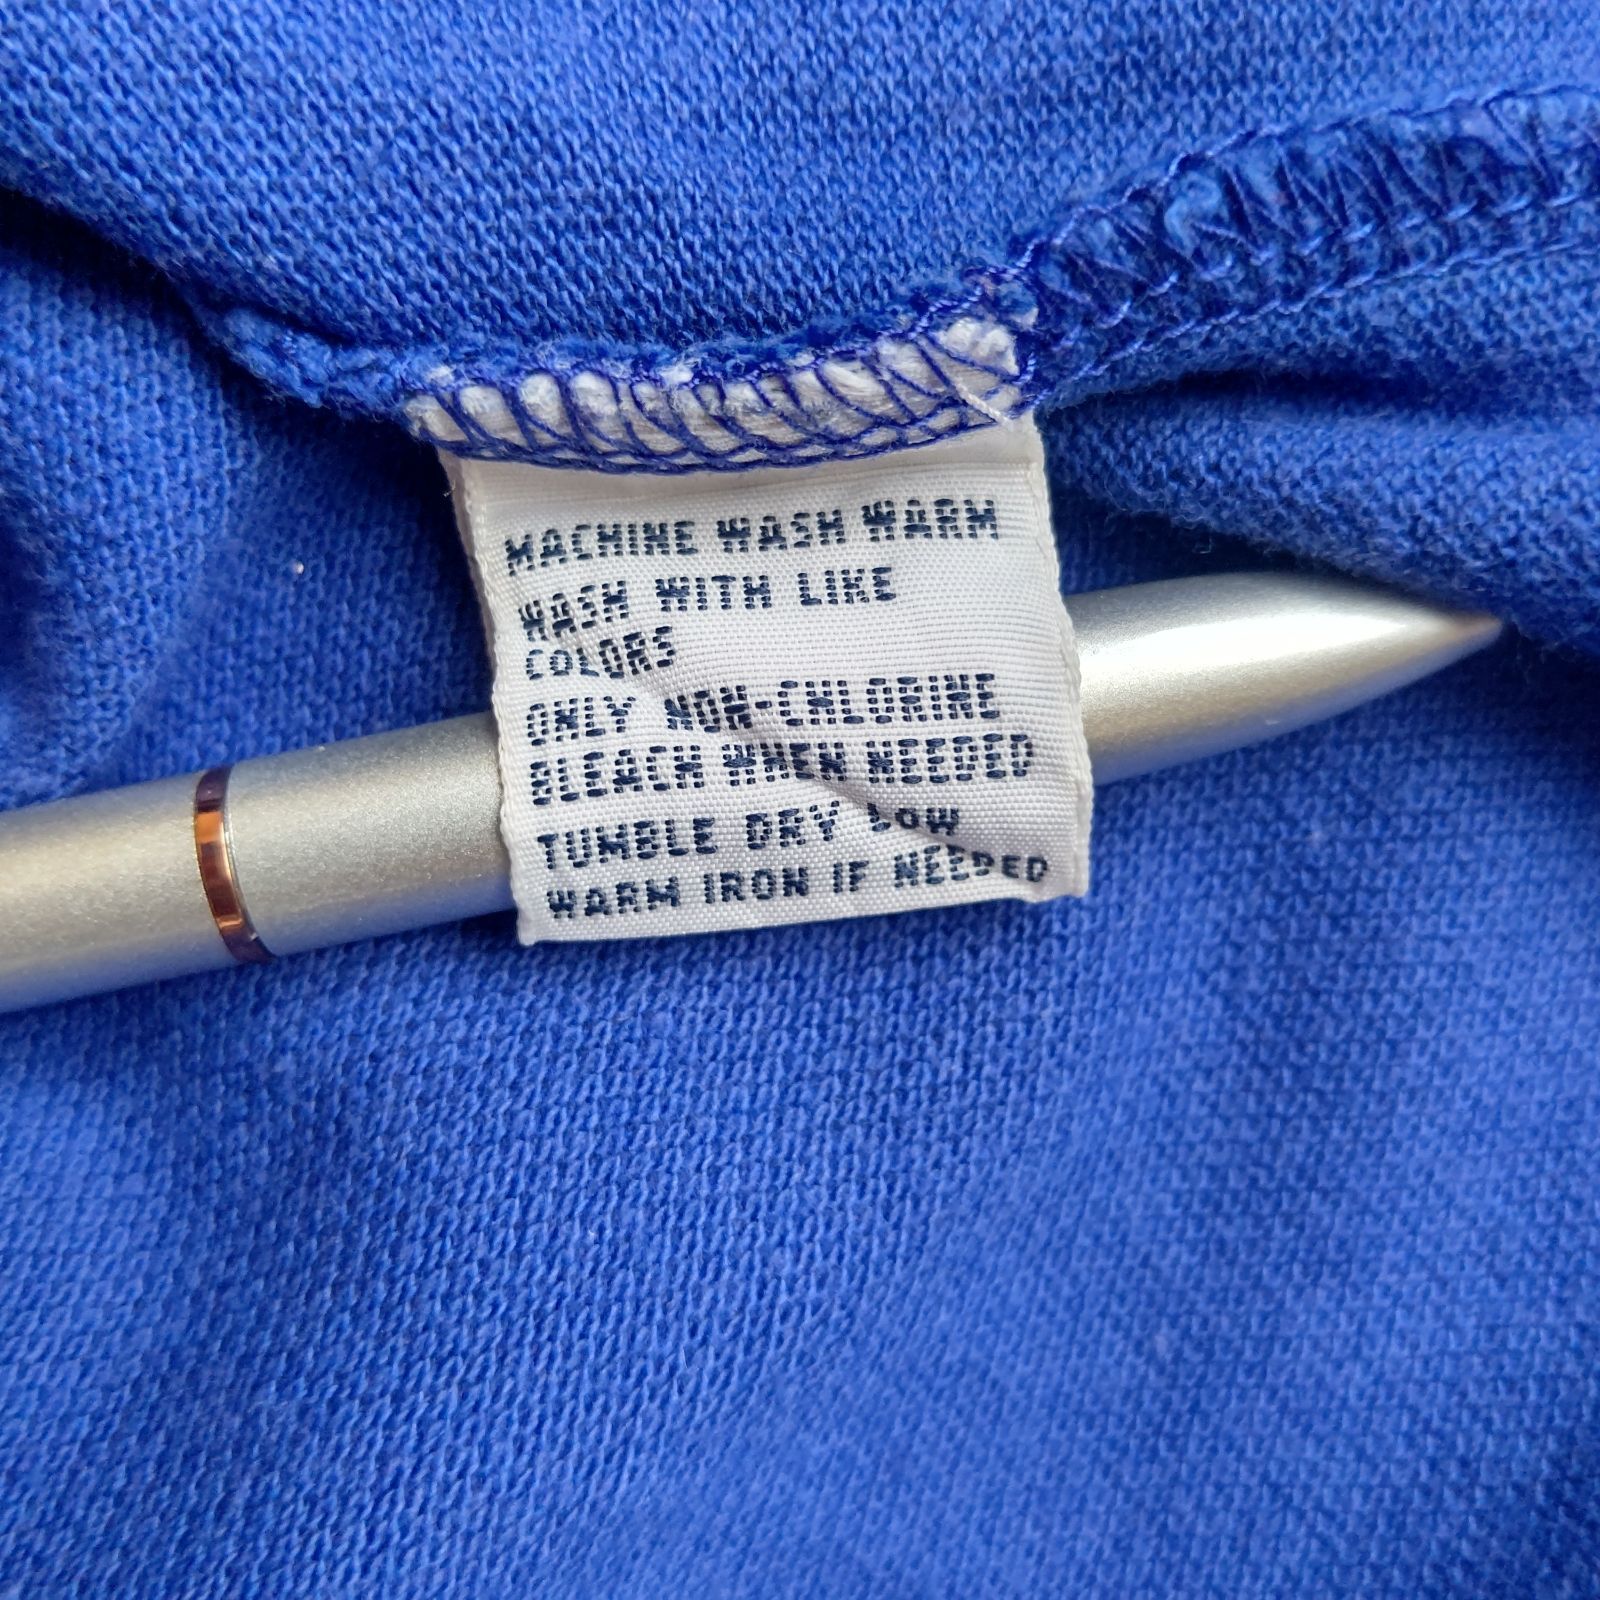 MACHINE WASH WARM
WASH WITH LIKE
COLORS
ONLY NON-CHLORINE
BLEACH WHEN NEEDED
TUMBLE DRY LOW
WARM IRON IF NEEDED